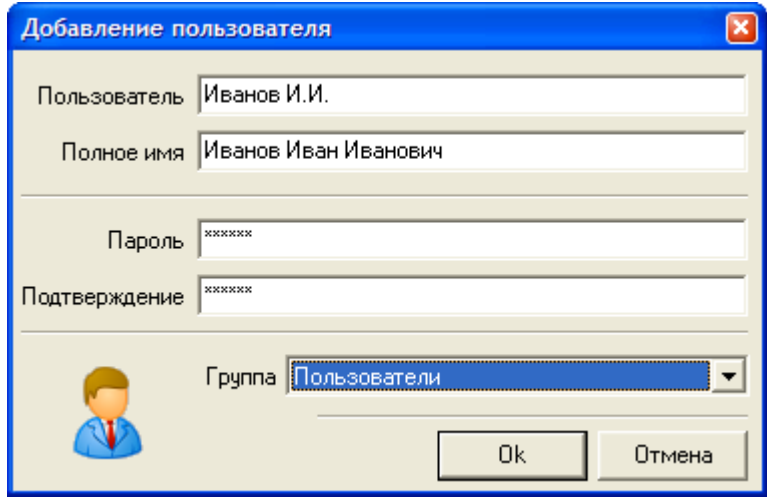 Добавление пользователя
Пользователь Иванов И.И.
Полное имя Иванов Иван Иванович
Пароль ******
Подтверждение ******
Группа Пользователи
Ok Отмена